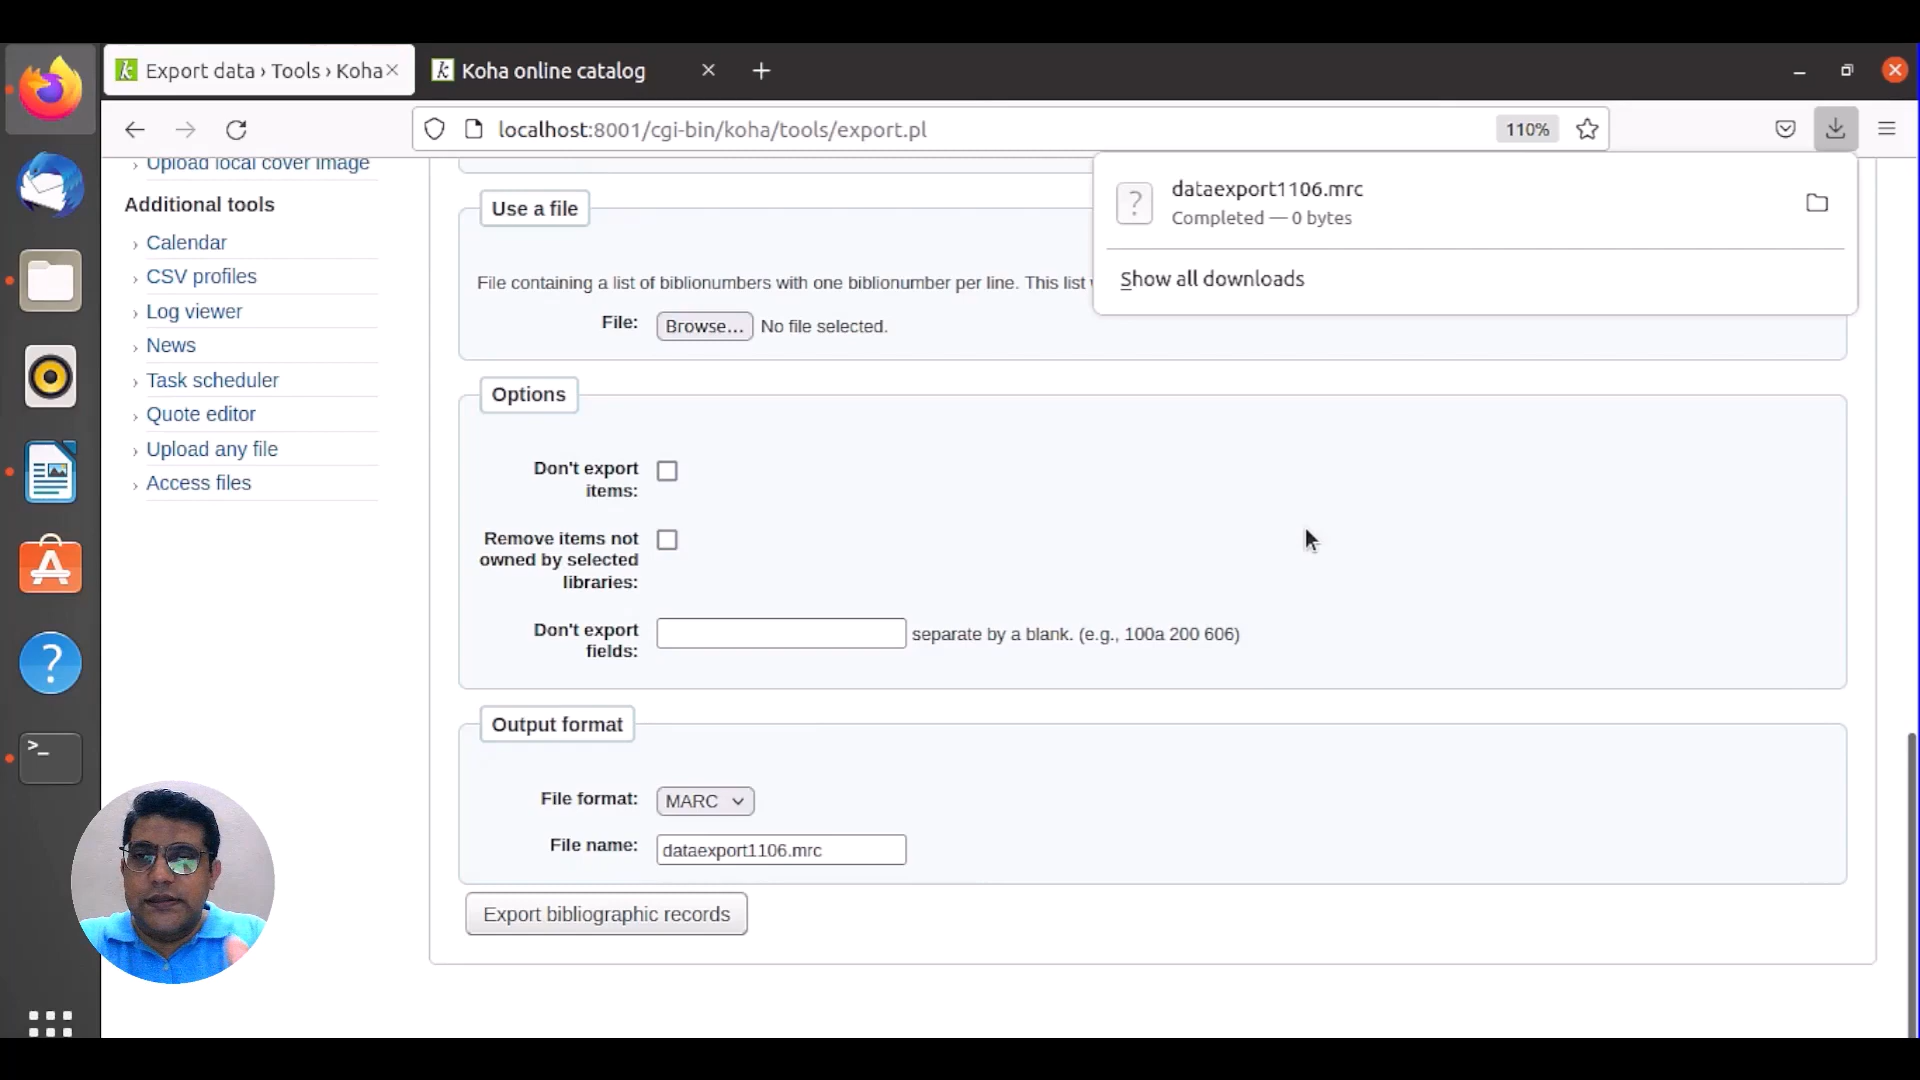 Export data › Tools › Koha
Koha online catalog
localhost:8001/cgi-bin/koha/tools/export.pl
110%
dataexport1106.mrc
Completed — 0 bytes
Show all downloads
Upload local cover image
Additional tools
Calendar
CSV profiles
Log viewer
News
Task scheduler
Quote editor
Upload any file
Access files
Use a file
File containing a list of biblionumbers with one biblionumber per line. This list
File:
Browse...
No file selected.
Options
Don't export
items:
Remove items not
owned by selected
libraries:
Don't export
fields:
separate by a blank. (e.g., 100a 200 606)
Output format
File format:
MARC
File name:
dataexport1106.mrc
Export bibliographic records